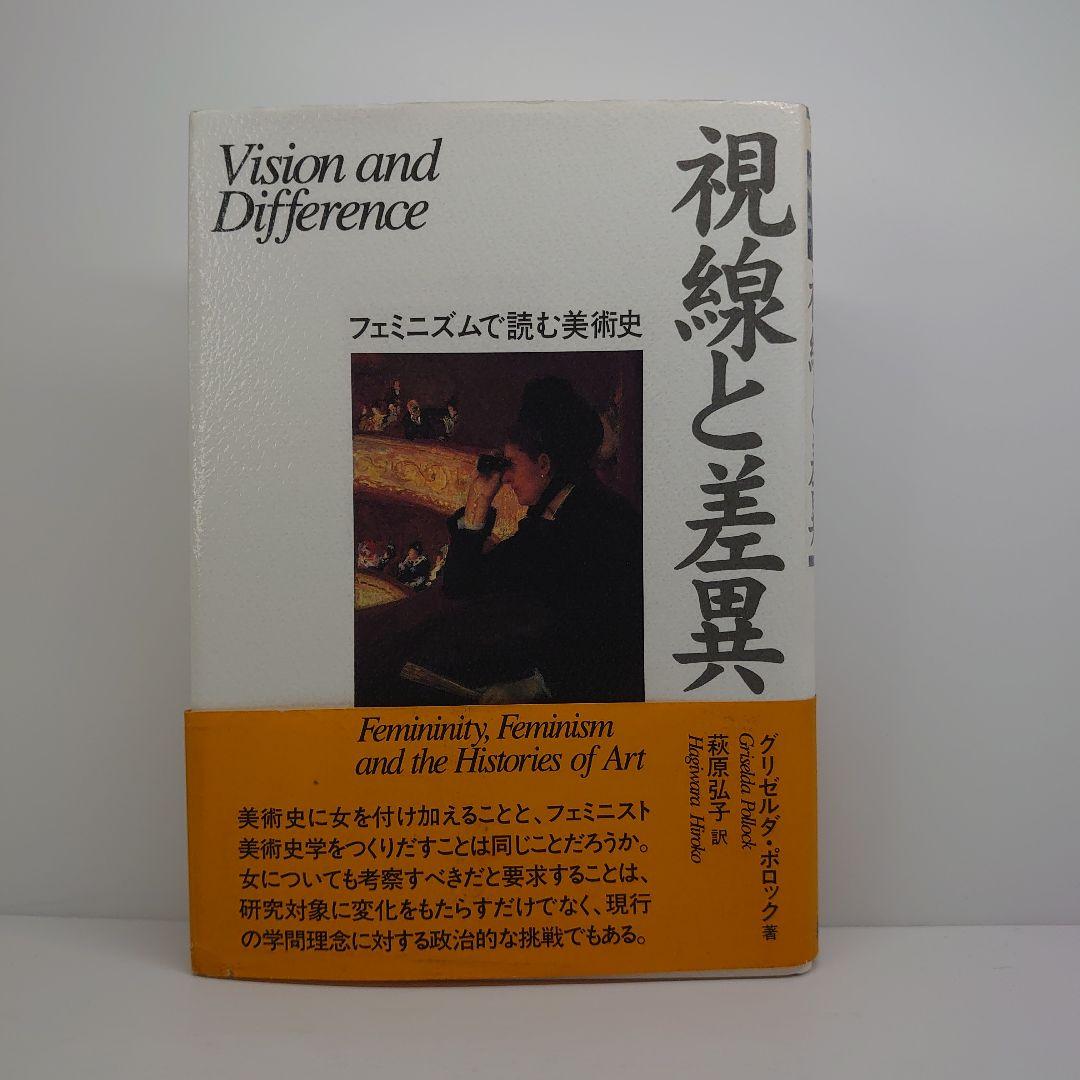 Vision and
Difference
視線と差異
フェミニズムで読む美術史
Femininity, Feminism
and the Histories of Art
グリゼルダ・ポロック 著
Griselda Pollock
萩原弘子 訳
Hagiwara Hiroko
美術史に女を付け加えることと、フェミニスト
美術史学をつくりだすことは同じことだろうか。
女についても考察すべきだと要求することは、
研究対象に変化をもたらすだけでなく、現行
の学問理念に対する政治的な挑戦でもある。